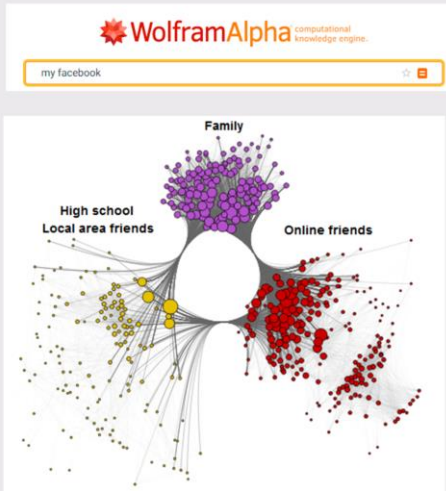 WolframAlpha computational
knowledge engine.
my facebook
Family
High school
Local area friends
Online friends